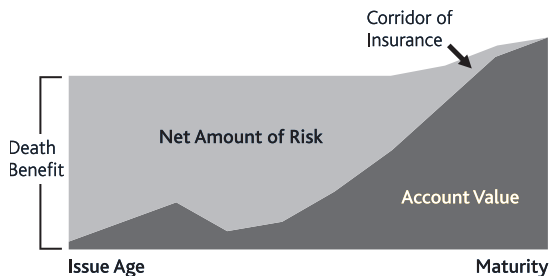 Corridor of
Insurance
Death
Benefit
Net Amount of Risk
Account Value
Issue Age
Maturity